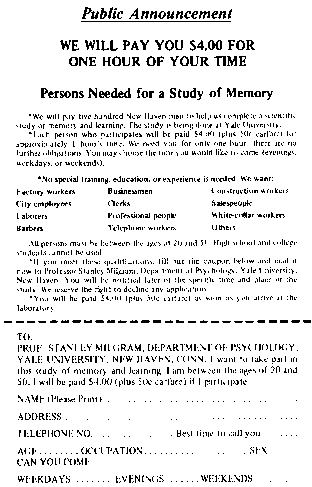 Public Announcement
WE WILL PAY YOU $4.00 FOR
ONE HOUR OF YOUR TIME
Persons Needed for a Study of Memory
*We will pay five hundred New Haven men to help us complete a scientific
study of memory and learning. The study is being done at Yale University.
*Each person who participates will be paid $4.00 (plus 50c carfare) for
approximately 1 hour's time. We need you for only one hour: there are no
further obligations. You may choose the time you would like to come (evenings,
weekdays, or weekends).
*No special training, education, or experience is needed. We want:
Factory workers Businessmen Construction workers
City employees Clerks Salespeople
Laborers Professional people White-collar workers
Barbers Telephone workers Others
All persons must be between the ages of 20 and 50. High school and college
students cannot be used.
*If you meet these qualifications, fill out the coupon below and mail it
now to Professor Stanley Milgram, Department of Psychology, Yale University,
New Haven. You will be notified later of the specific time and place of the
study. We reserve the right to decline any application.
*You will be paid $4.00 (plus 50c carfare) as soon as you arrive at the
laboratory.
TO:
PROF. STANLEY MILGRAM, DEPARTMENT OF PSYCHOLOGY,
YALE UNIVERSITY, NEW HAVEN, CONN. I want to take part in
this study of memory and learning. I am between the ages of 20 and
50. I will be paid $4.00 (plus 50c carfare) if I participate.
NAME (Please Print)
ADDRESS
TELEPHONE NO. Best time to call you
AGE OCCUPATION SEX
CAN YOU COME:
WEEKDAYS EVENINGS WEEKENDS